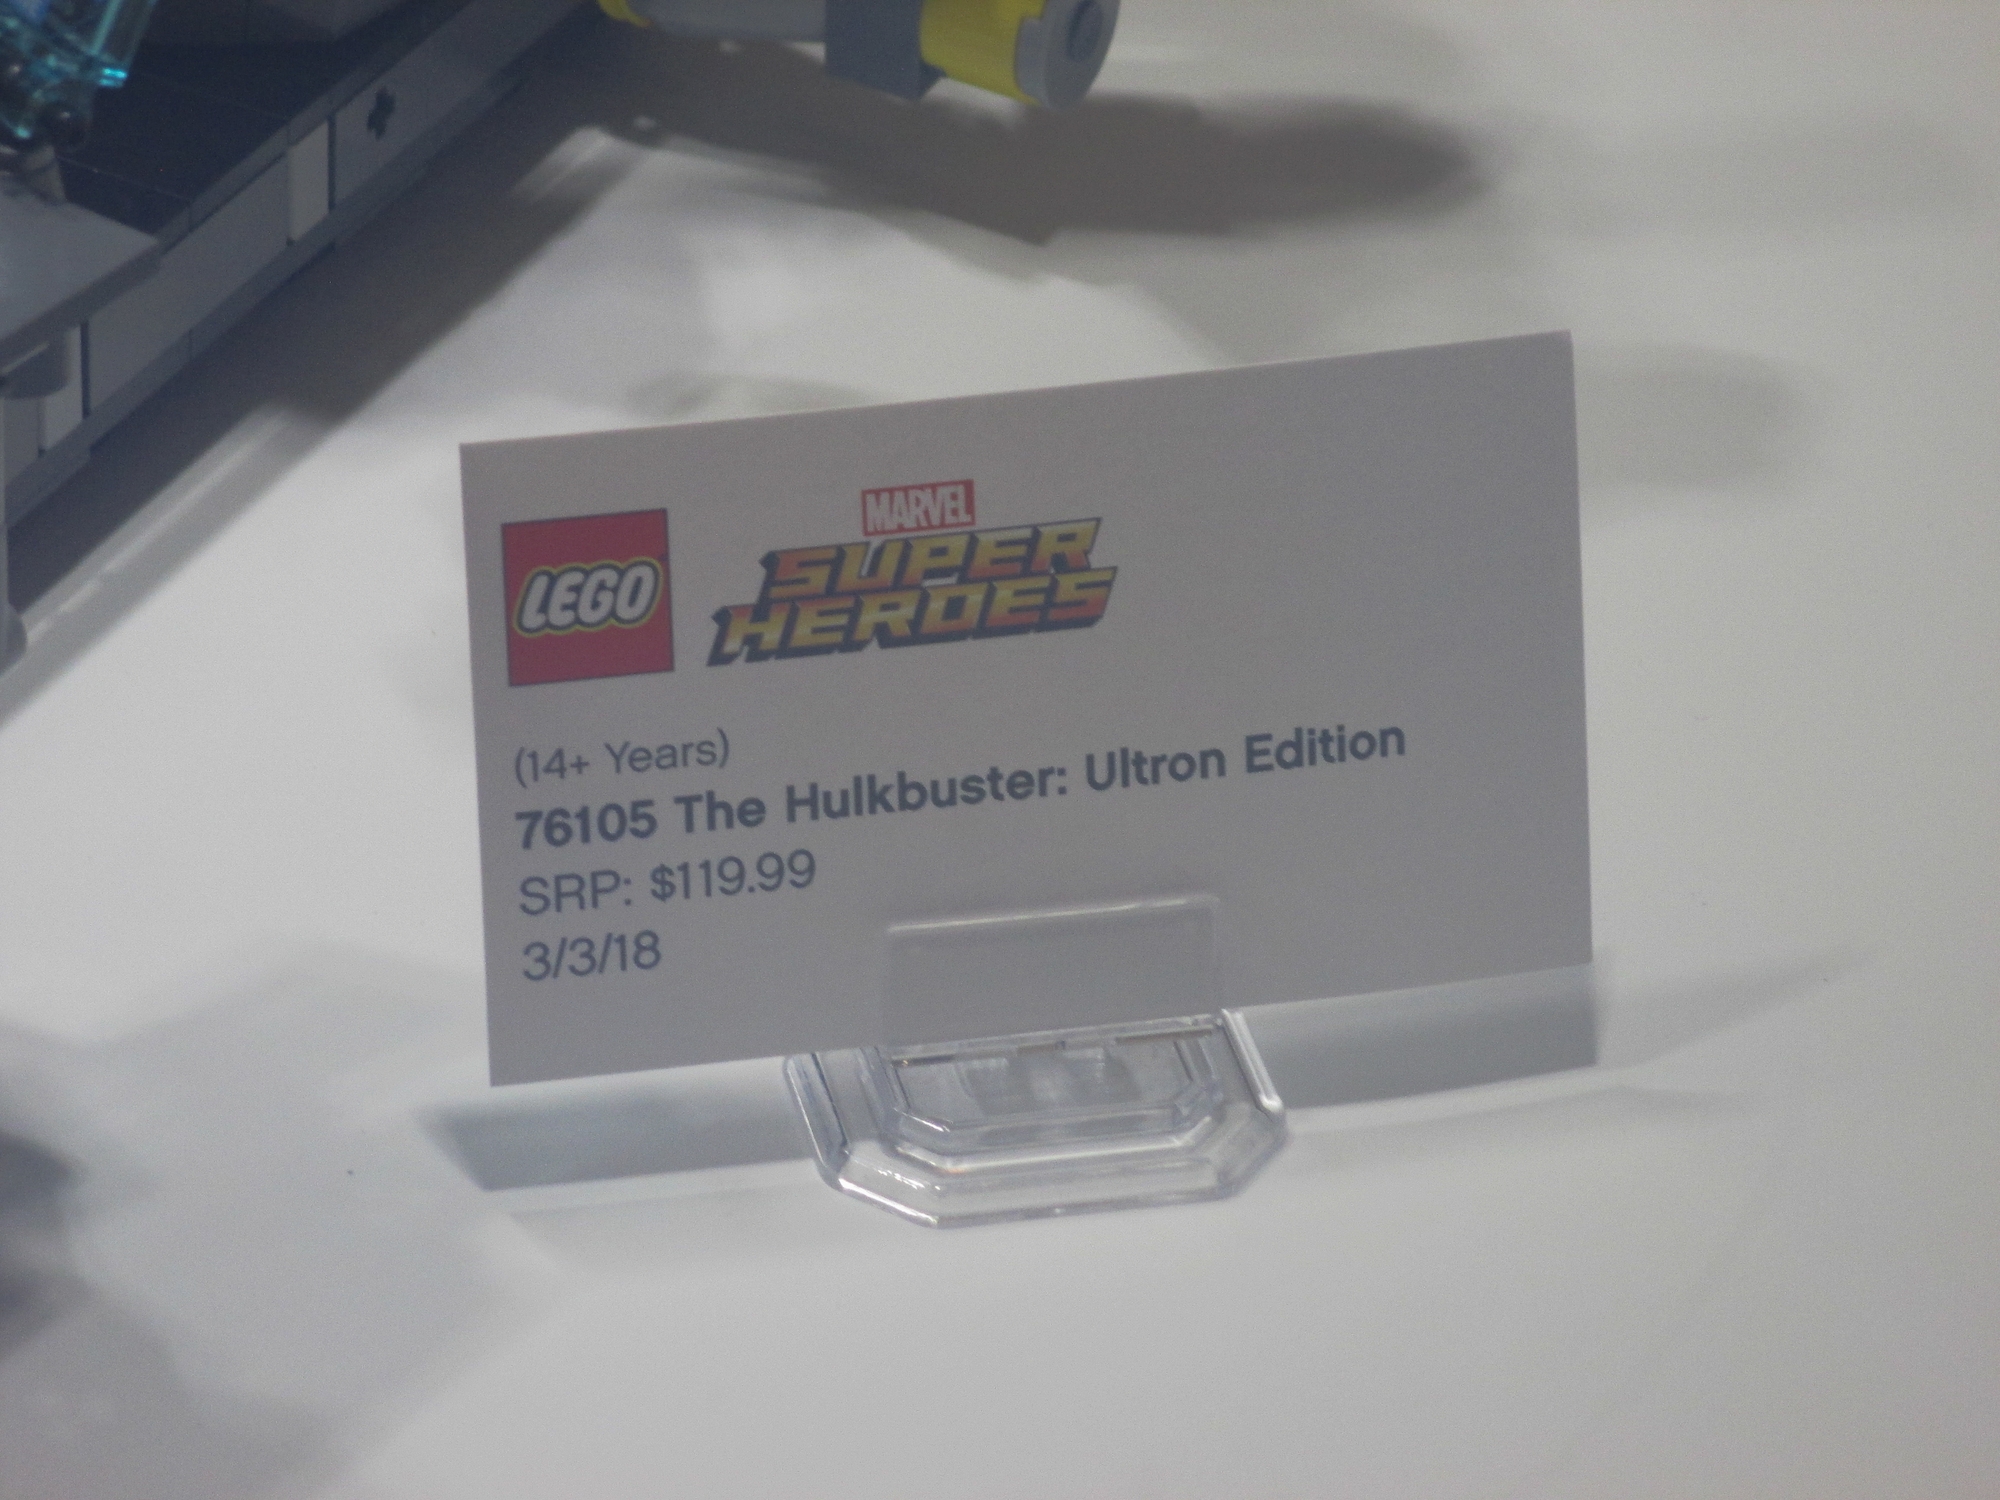 LEGO
MARVEL
SUPER
HEROES
(14+ Years)
76105 The Hulkbuster: Ultron Edition
SRP: $119.99
3/3/18